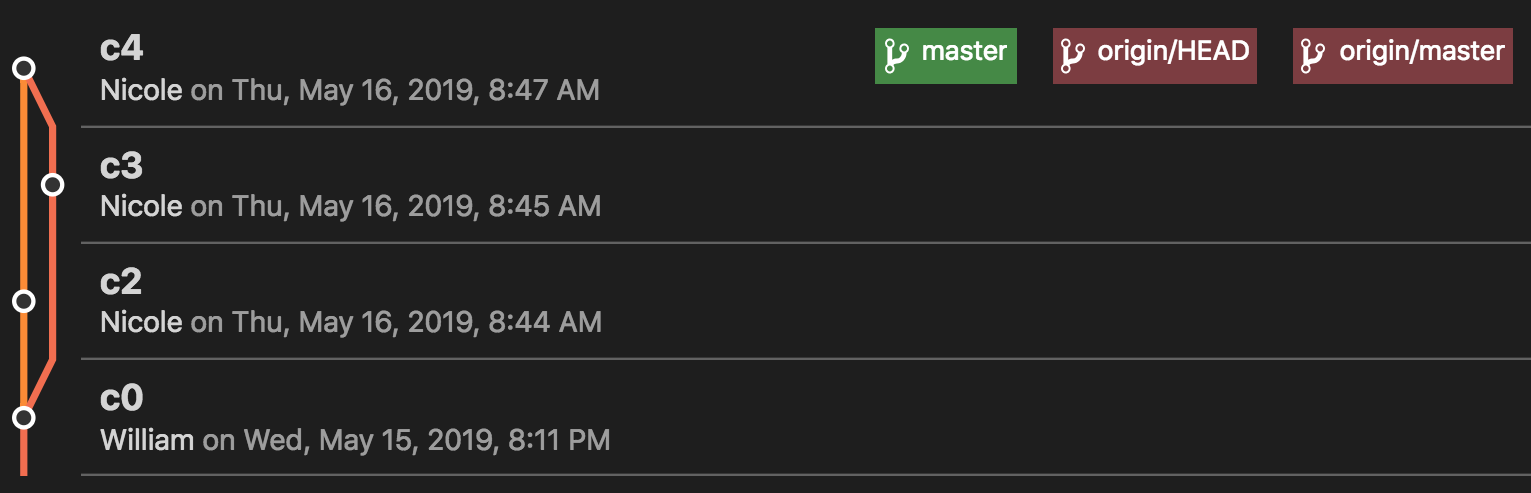 c4
master
origin/HEAD
origin/master
Nicole on Thu, May 16, 2019, 8:47 AM
c3
Nicole on Thu, May 16, 2019, 8:45 AM
c2
Nicole on Thu, May 16, 2019, 8:44 AM
c0
William on Wed, May 15, 2019, 8:11 PM